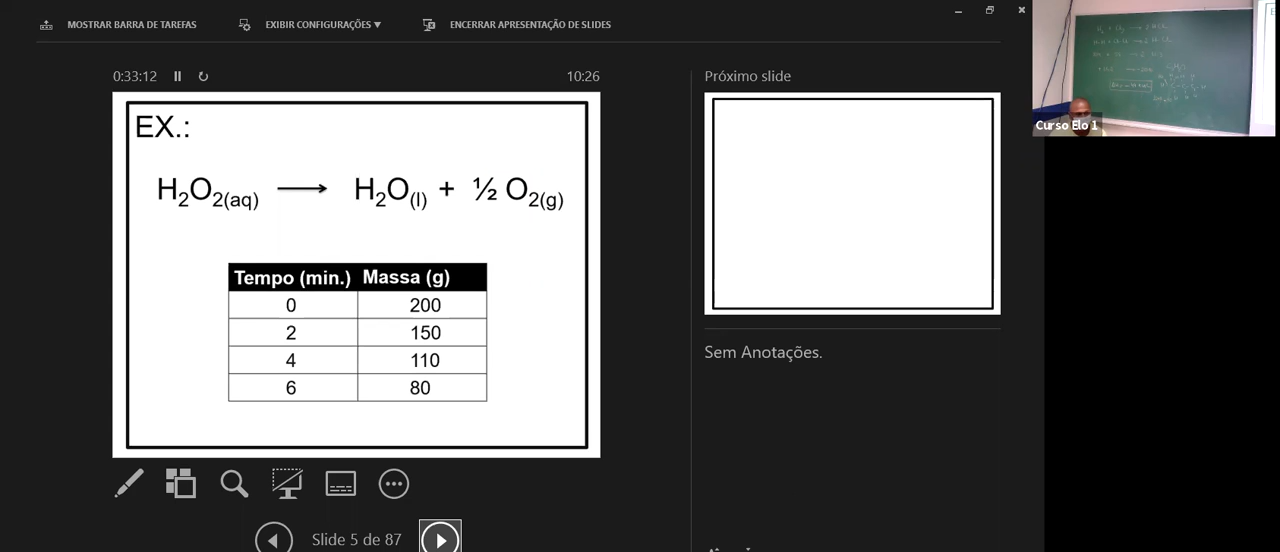 MOSTRAR BARRA DE TAREFAS
EXIBIR CONFIGURAÇÕES ▼
ENCERRAR APRESENTAÇÃO DE SLIDES
0:33:12
10:26
EX.:
H₂O₂(aq) ⟶ H₂O(l) + ½ O₂(g)
Tempo (min.) Massa (g)
0 200
2 150
4 110
6 80
Slide 5 de 87
Próximo slide
Sem Anotações.
Curso Elo 1